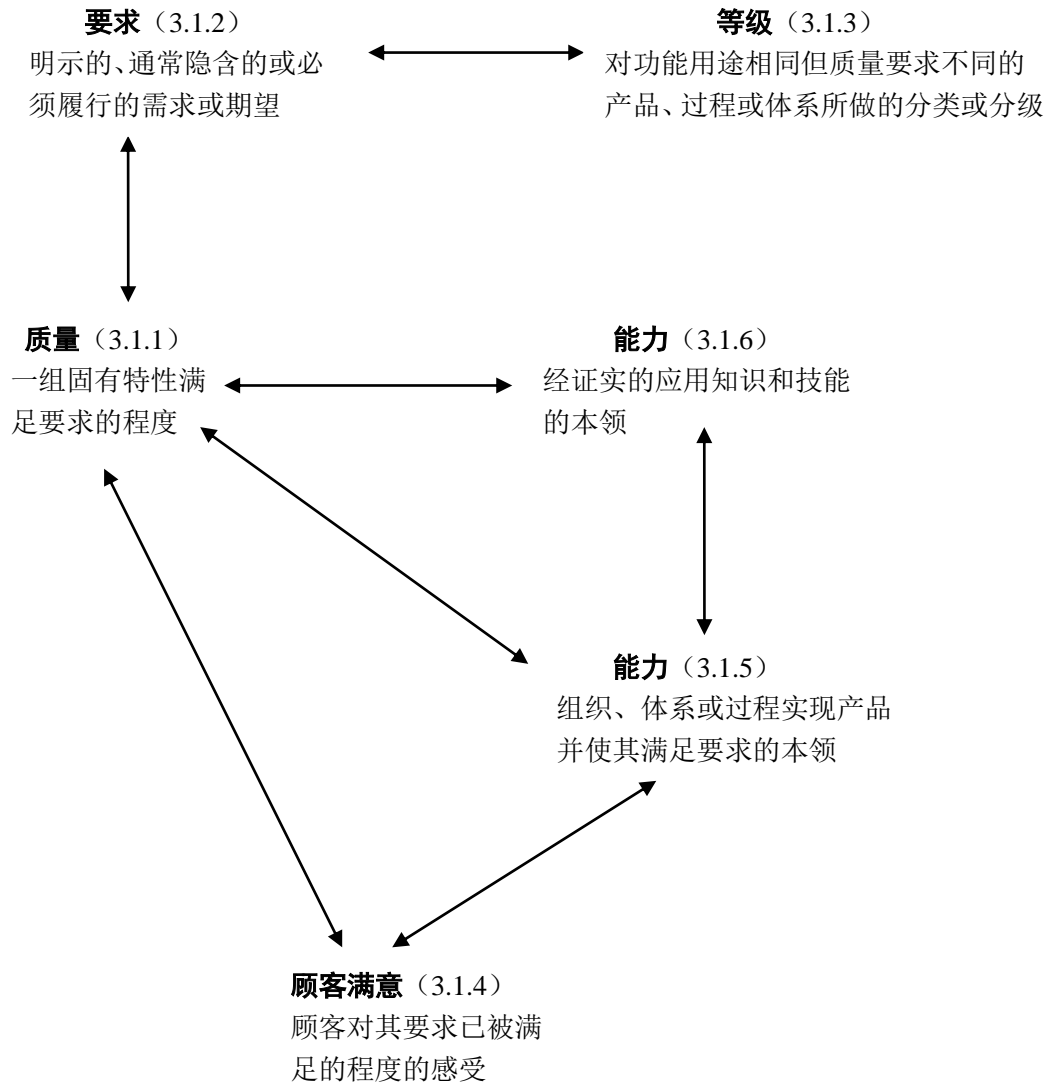 要求（3.1.2）
明示的、通常隐含的或必
须履行的需求或期望
等级（3.1.3）
对功能用途相同但质量要求不同的
产品、过程或体系所做的分类或分级
质量（3.1.1）
一组固有特性满
足要求的程度
能力（3.1.6）
经证实的应用知识和技能
的本领
能力（3.1.5）
组织、体系或过程实现产品
并使其满足要求的本领
顾客满意（3.1.4）
顾客对其要求已被满
足的程度的感受